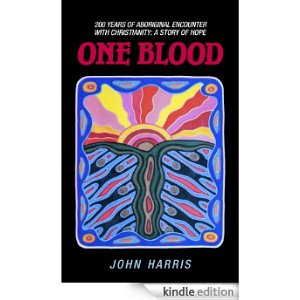 200 YEARS OF ABORIGINAL ENCOUNTER
WITH CHRISTIANITY: A STORY OF HOPE
ONE BLOOD
JOHN HARRIS
kindle edition